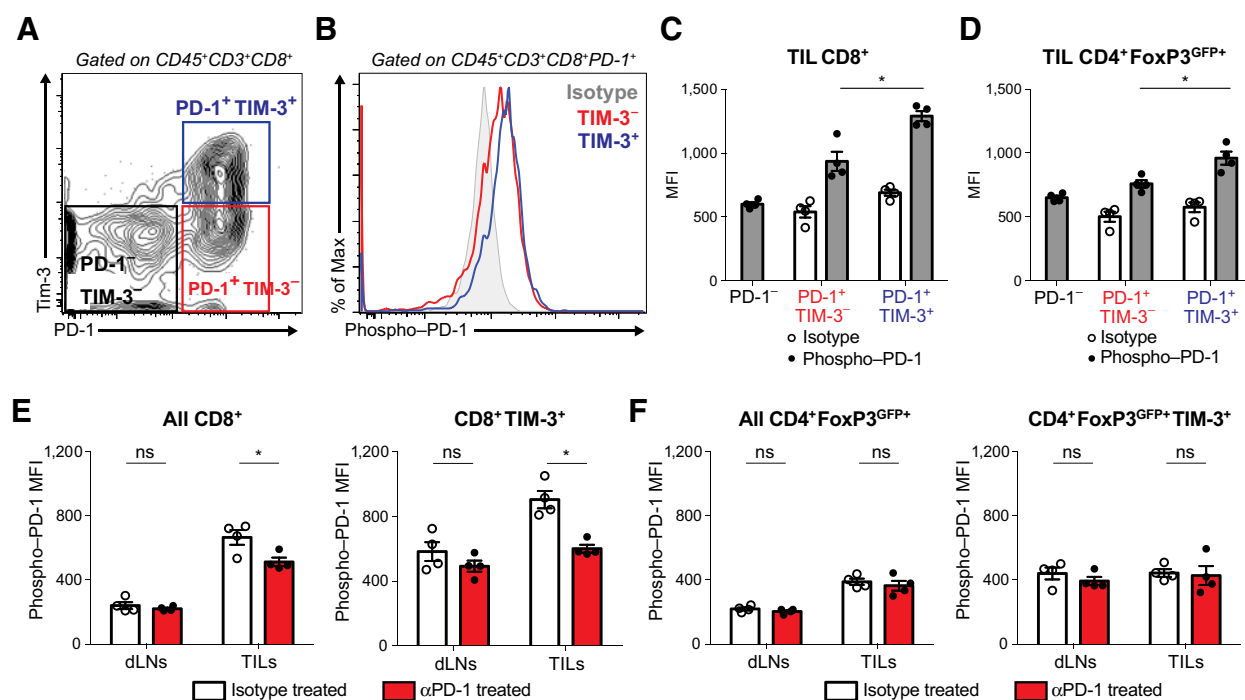 A
Gated on CD45⁺CD3⁺CD8⁺
PD-1⁺ TIM-3⁺
PD-1⁻
TIM-3⁻
PD-1⁺ TIM-3⁻
Tim-3
PD-1
B
Gated on CD45⁺CD3⁺CD8⁺PD-1⁺
Isotype
TIM-3⁻
TIM-3⁺
% of Max
Phospho–PD-1
C
TIL CD8⁺
*
1,500
1,000
500
0
MFI
PD-1⁻
PD-1⁺
TIM-3⁻
PD-1⁺
TIM-3⁺
Isotype
Phospho–PD-1
D
TIL CD4⁺FoxP3ᴳᶠᴾ⁺
*
1,500
1,000
500
0
MFI
PD-1⁻
PD-1⁺
TIM-3⁻
PD-1⁺
TIM-3⁺
Isotype
Phospho–PD-1
E
All CD8⁺
1,200
800
400
0
Phospho–PD-1 MFI
ns
*
dLNs
TILs
CD8⁺TIM-3⁺
1,200
800
400
0
Phospho–PD-1 MFI
ns
*
dLNs
TILs
Isotype treated
αPD-1 treated
F
All CD4⁺FoxP3ᴳᶠᴾ⁺
1,200
800
400
0
Phospho–PD-1 MFI
ns
ns
dLNs
TILs
CD4⁺FoxP3ᴳᶠᴾ⁺TIM-3⁺
1,200
800
400
0
Phospho–PD-1 MFI
ns
ns
dLNs
TILs
Isotype treated
αPD-1 treated